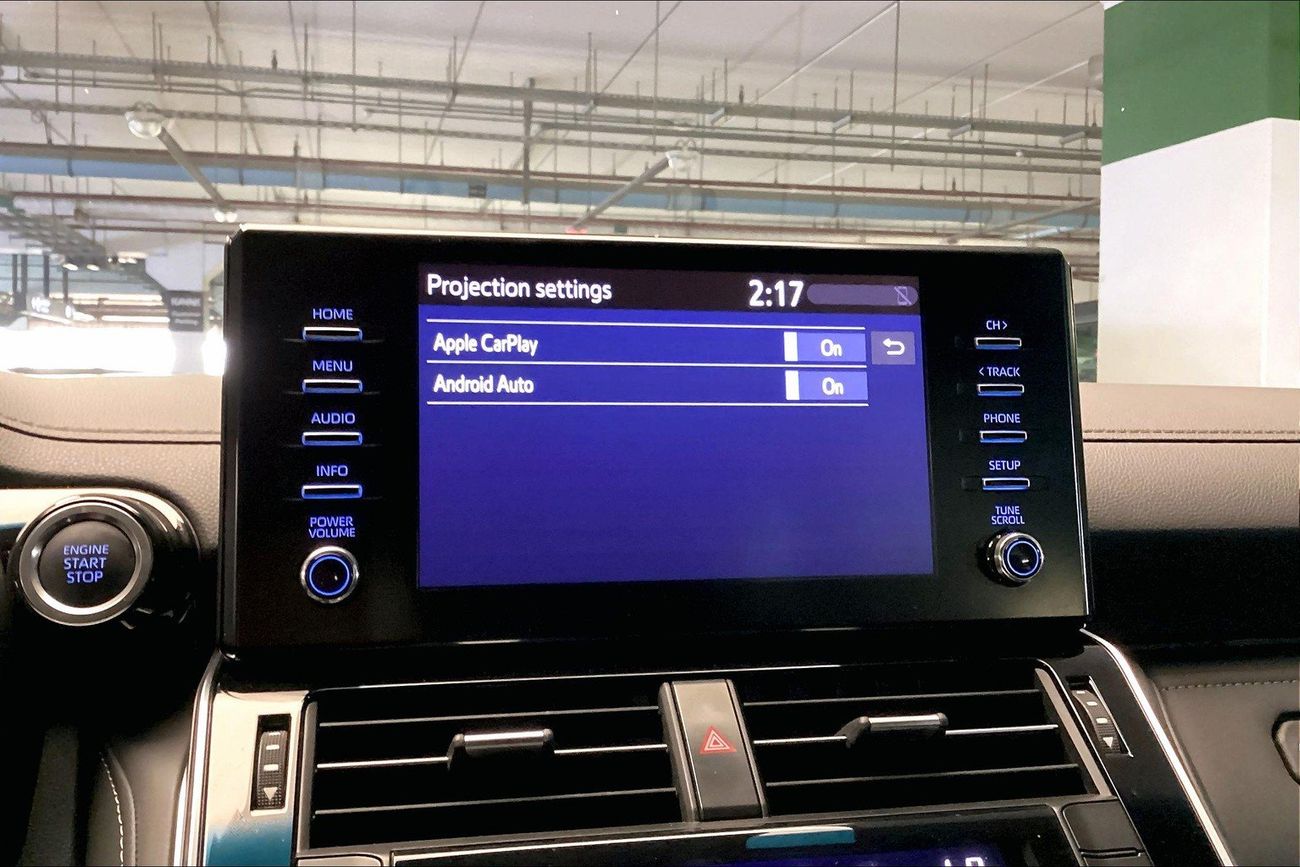 Projection settings
2:17
Apple CarPlay
On
Android Auto
On
HOME
MENU
AUDIO
INFO
POWER
VOLUME
CH>
< TRACK
PHONE
SETUP
TUNE
SCROLL
ENGINE
START
STOP